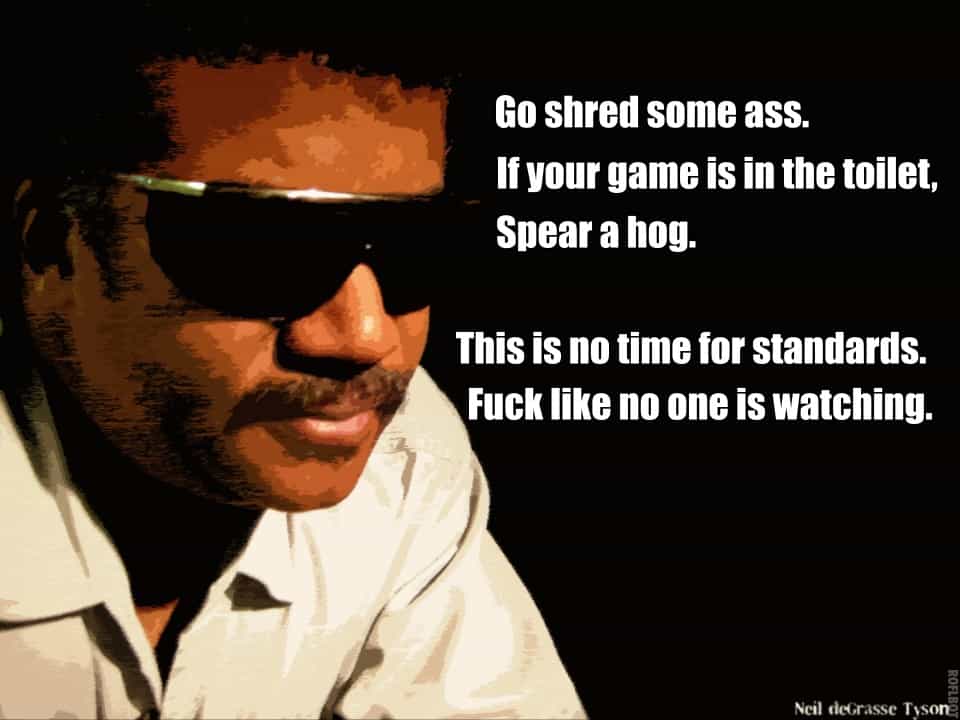 Go shred some ass.
If your game is in the toilet,
Spear a hog.
This is no time for standards.
Fuck like no one is watching.
Neil deGrasse Tyson